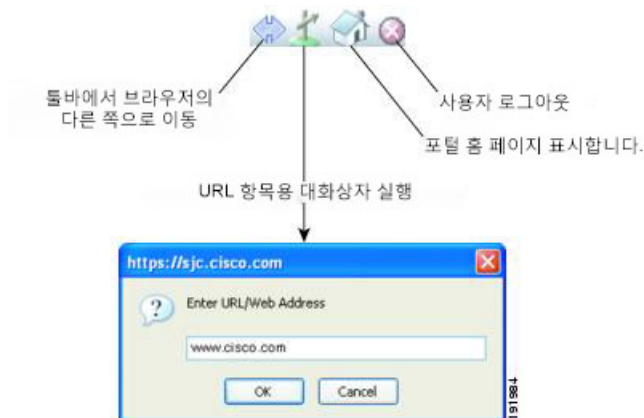 툴바에서 브라우저의
다른 쪽으로 이동
사용자 로그아웃
포털 홈 페이지 표시합니다.
URL 항목용 대화상자 실행
https://sjc.cisco.com
Enter URL/Web Address
www.cisco.com
OK
Cancel
191984